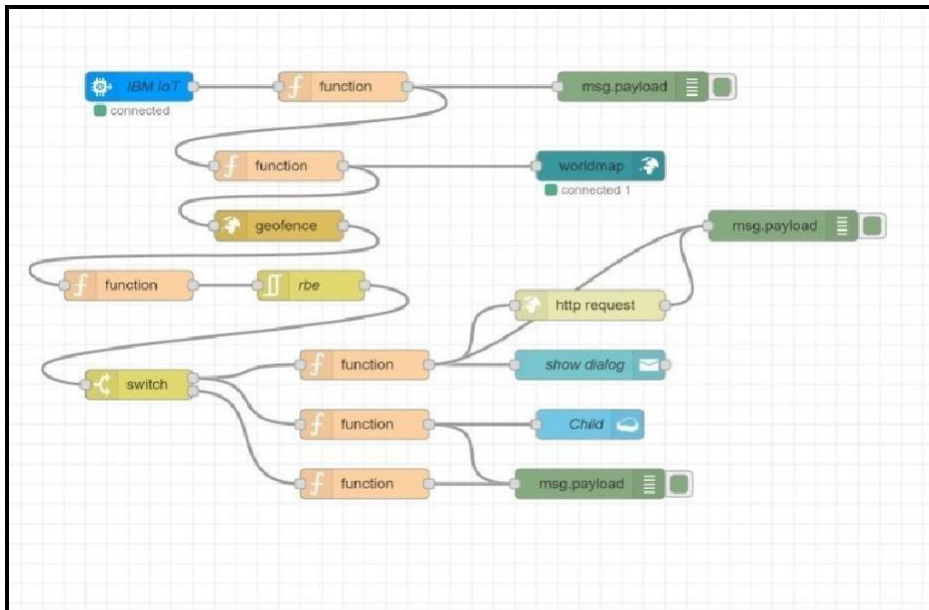 IBM IoT
function
msg.payload
connected
function
worldmap
connected 1
geofence
msg.payload
function
rbe
http request
function
show dialog
switch
function
Child
function
msg.payload